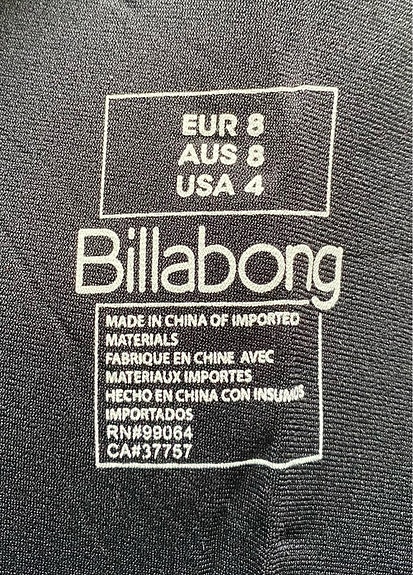 EUR 8
AUS 8
USA 4
Billabong
MADE IN CHINA OF IMPORTED
MATERIALS
FABRIQUE EN CHINE AVEC
MATERIAUX IMPORTES
HECHO EN CHINA CON INSUMOS
IMPORTADOS
RN#99064
CA#37757